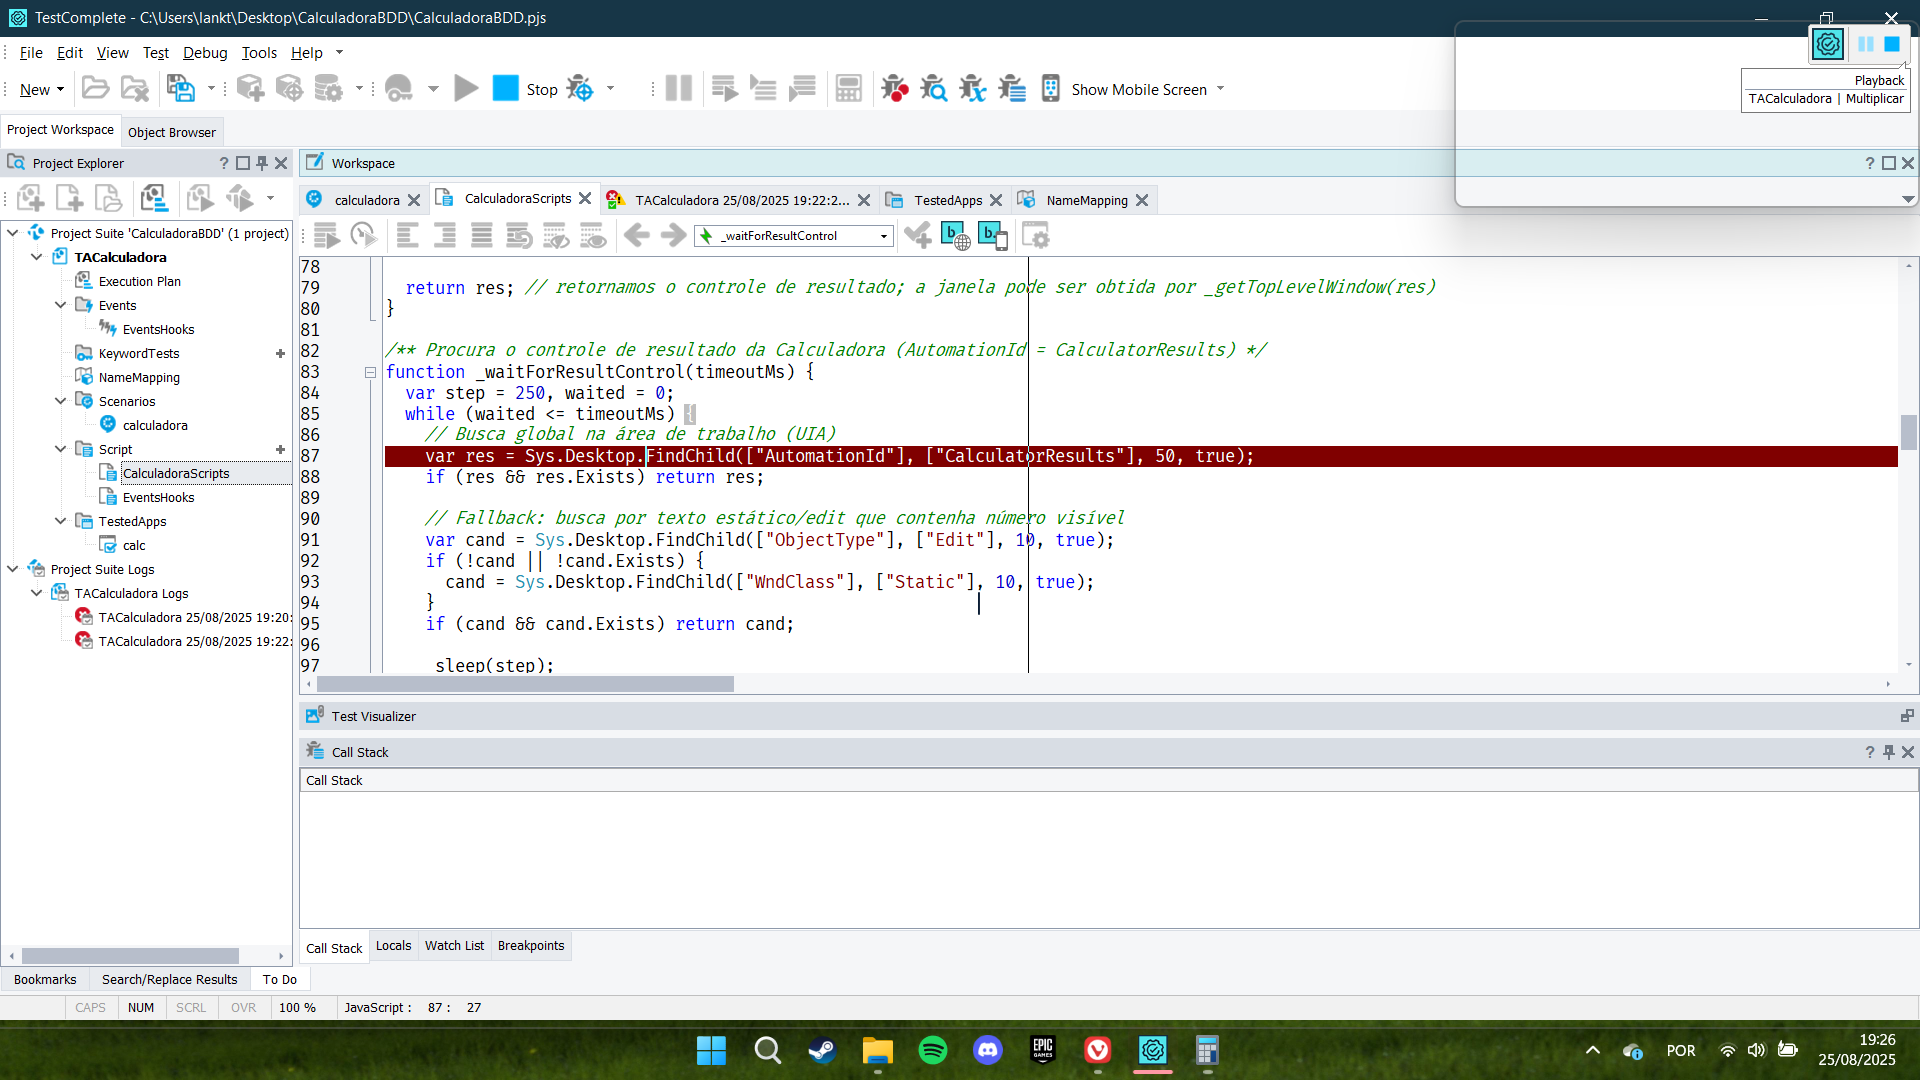 TestComplete - C:\Users\lankt\Desktop\CalculadoraBDD\CalculadoraBDD.pjs
File Edit View Test Debug Tools Help
New Stop Show Mobile Screen
Playback
TACalculadora | Multiplicar
Project Workspace Object Browser
Project Explorer
Workspace
calculadora CalculadoraScripts TACalculadora 25/08/2025 19:22:2... TestedApps NameMapping
_waitForResultControl
Project Suite 'CalculadoraBDD' (1 project)
TACalculadora
Execution Plan
Events
EventsHooks
KeywordTests
NameMapping
Scenarios
calculadora
Script
CalculadoraScripts
EventsHooks
TestedApps
calc
Project Suite Logs
TACalculadora Logs
TACalculadora 25/08/2025 19:20:
TACalculadora 25/08/2025 19:22:
78
79 return res; // retornamos o controle de resultado; a janela pode ser obtida por _getTopLevelWindow(res)
80 }
81
82 /** Procura o controle de resultado da Calculadora (AutomationId = CalculatorResults) */
83 function _waitForResultControl(timeoutMs) {
84 var step = 250, waited = 0;
85 while (waited <= timeoutMs) {
86 // Busca global na área de trabalho (UIA)
87 var res = Sys.Desktop.FindChild(["AutomationId"], ["CalculatorResults"], 50, true);
88 if (res && res.Exists) return res;
89
90 // Fallback: busca por texto estático/edit que contenha número visível
91 var cand = Sys.Desktop.FindChild(["ObjectType"], ["Edit"], 10, true);
92 if (!cand || !cand.Exists) {
93 cand = Sys.Desktop.FindChild(["WndClass"], ["Static"], 10, true);
94 }
95 if (cand && cand.Exists) return cand;
96
97 sleep(step);
Test Visualizer
Call Stack
Call Stack
Call Stack Locals Watch List Breakpoints
Bookmarks Search/Replace Results To Do
CAPS NUM SCRL OVR 100 % JavaScript : 87 : 27
EPIC GAMES
POR
19:26
25/08/2025